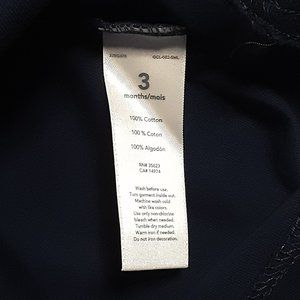 3
months/mois
100% Cotton
100 % Coton
100% Algodón
RN# 35623
CA# 14974
Wash before use.
Turn garment inside out.
Machine wash cold
with like colors.
Use only non-chlorine
bleach when needed.
Tumble dry medium.
Warm iron if needed.
Do not iron decoration.